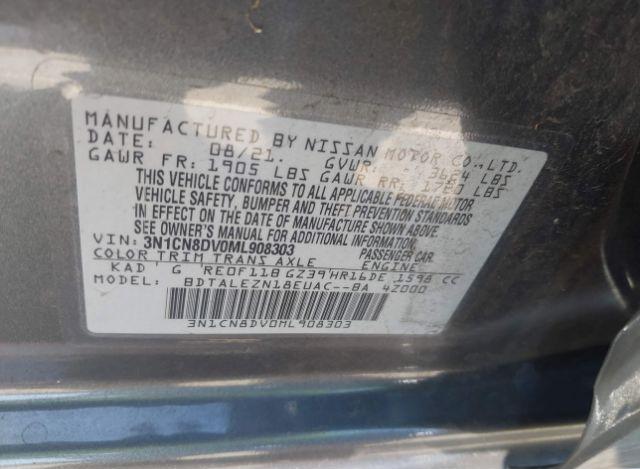 MANUFACTURED BY NISSAN MOTOR CO., LTD.
DATE: 08/21. GVWR: 3664 LBS
GAWR FR: 1905 LBS GAWR RR: LBS
THIS VEHICLE CONFORMS TO ALL APPLICABLE FEDERAL MOTOR
VEHICLE SAFETY, BUMPER AND THEFT PREVENTION STANDARDS
IN EFFECT ON THE DATE OF MANUFACTURE SHOWN ABOVE.
SEE OWNER'S MANUAL FOR ADDITIONAL INFORMATION.
VIN: 3N1CN8DV0ML908303 PASSENGER CAR
COLOR TRIM TRANS AXLE ENGINE
KAD G RE0F11B GZ39 HR16DE 1598 CC
MODEL: BDTALEZN18EUAC--BA 4Z000
3N1CN8DV0ML908303